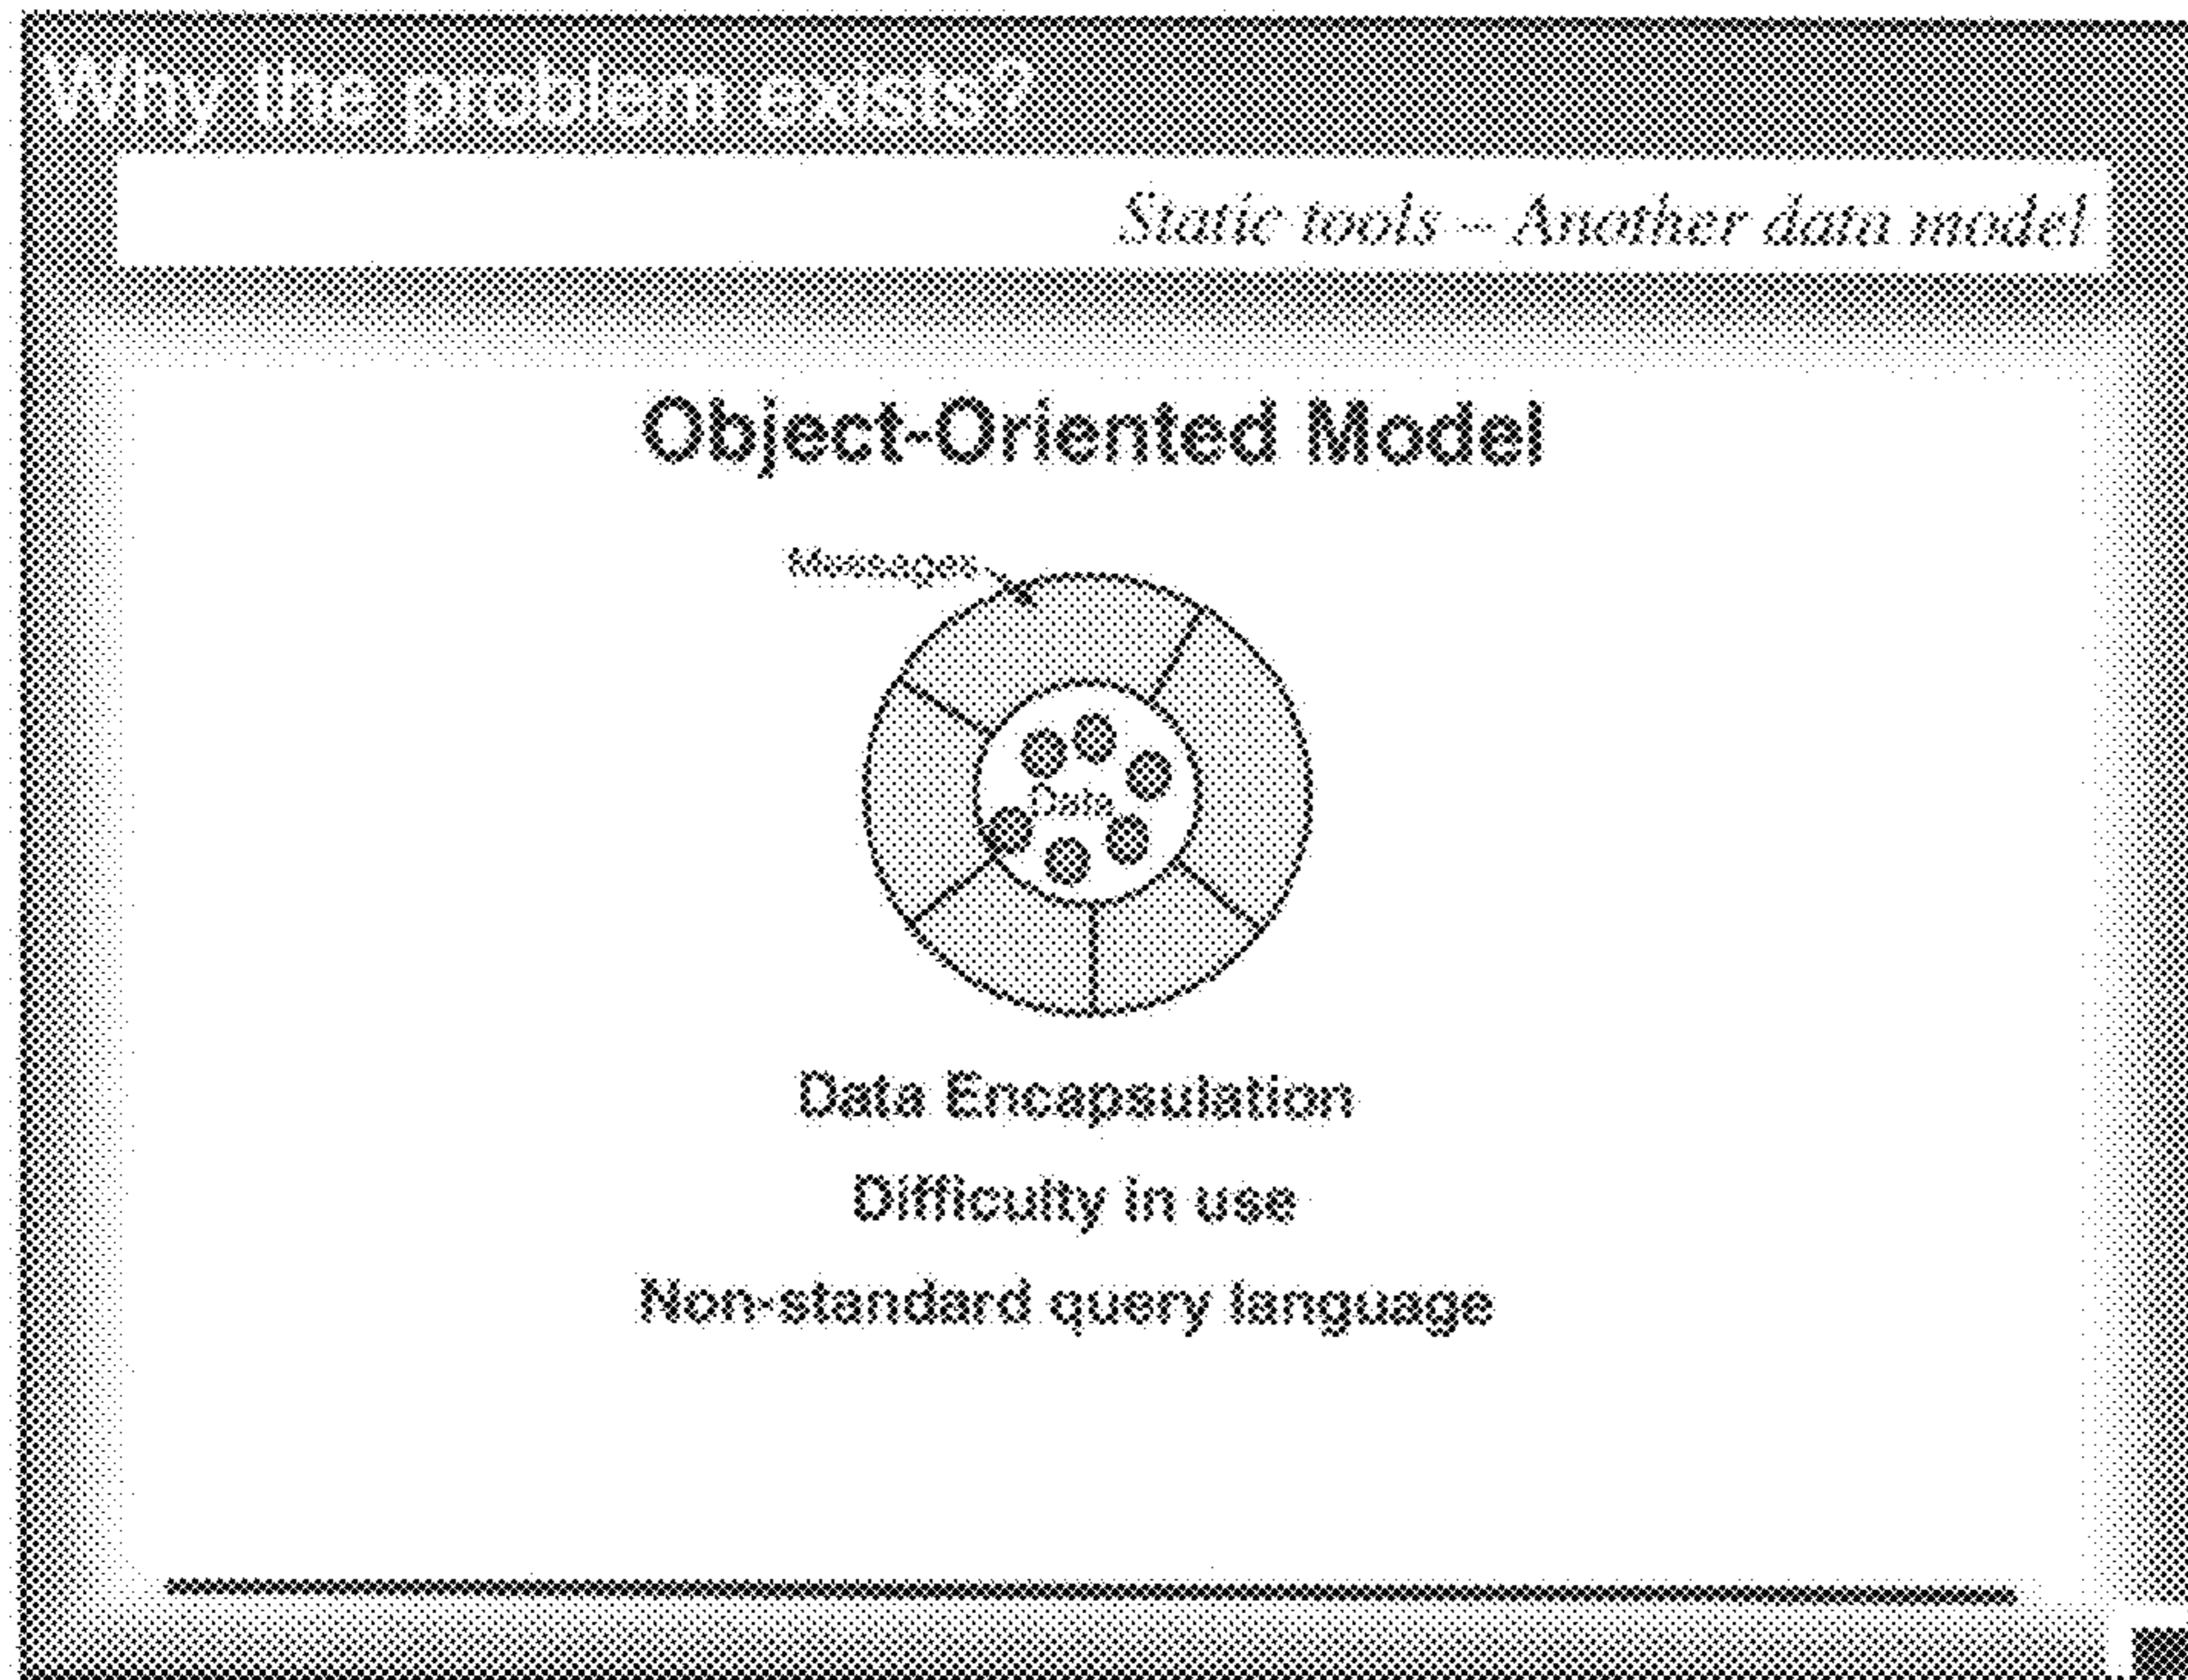 Why the problem exists?
Static tools -- Another data model
Object-Oriented Model
Messages
Data
Data Encapsulation
Difficulty in use
Non-standard query language